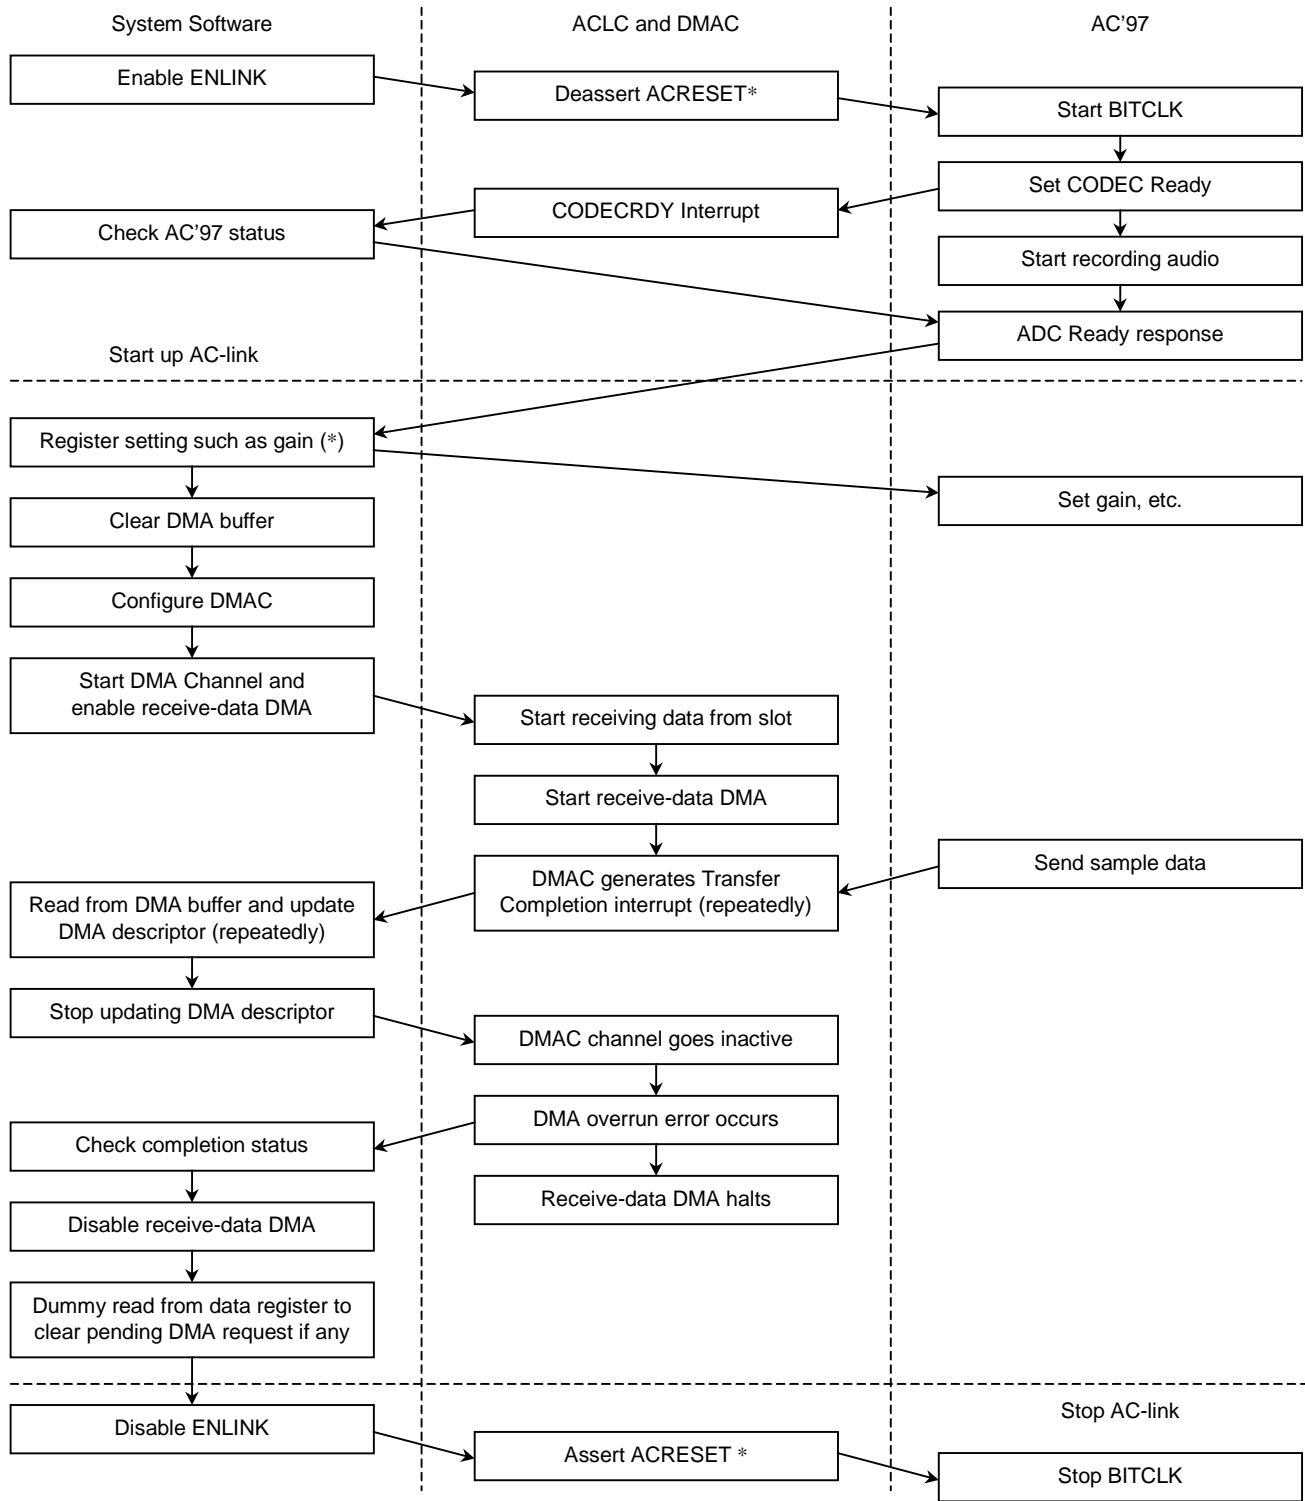 System Software
ACLC and DMAC
AC’97
Enable ENLINK
Deassert ACRESET*
Start BITCLK
Set CODEC Ready
CODECRDY Interrupt
Check AC’97 status
Start recording audio
ADC Ready response
Start up AC-link
Register setting such as gain (*)
Set gain, etc.
Clear DMA buffer
Configure DMAC
Start DMA Channel and
enable receive-data DMA
Start receiving data from slot
Start receive-data DMA
Send sample data
DMAC generates Transfer
Completion interrupt (repeatedly)
Read from DMA buffer and update
DMA descriptor (repeatedly)
Stop updating DMA descriptor
DMAC channel goes inactive
DMA overrun error occurs
Check completion status
Receive-data DMA halts
Disable receive-data DMA
Dummy read from data register to
clear pending DMA request if any
Disable ENLINK
Stop AC-link
Assert ACRESET *
Stop BITCLK